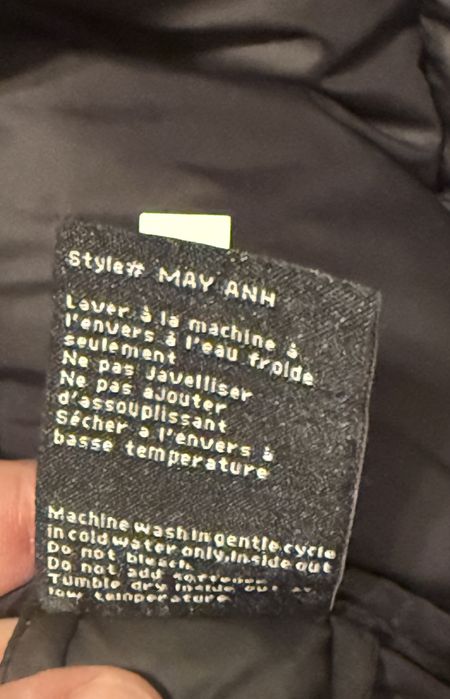 Style# MAY ANH
Laver à la machine à
l'envers à l'eau froide
seulement
Ne pas Javelliser
Ne pas aJouter
d'assouplissant
Sécher a l'envers à
basse temperature
Machine wash in gentle cycle
in cold water only, inside out
Do not bleach
Do not add softener
Tumble dry inside out at
low temperature